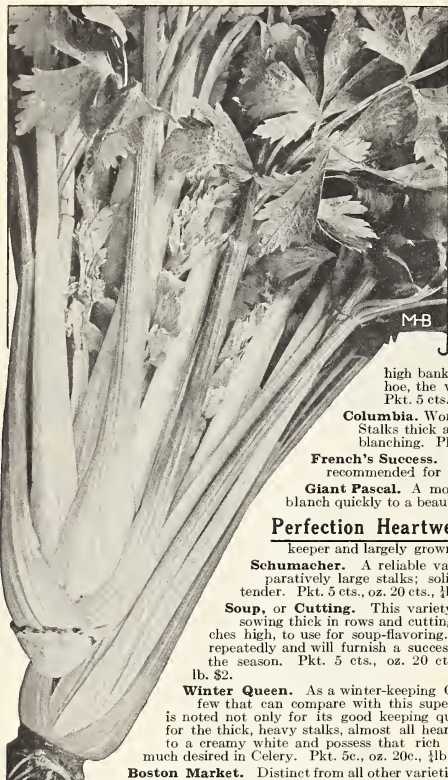 M-B
high bank
hoe, the
Pkt. 5 cts.
Columbia. Wo
Stalks thick a
blanching. P
French's Success.
recommended for
Giant Pascal. A mo
blanch quickly to a beau
Perfection Heartwe
keeper and largely grow
Schumacher. A reliable va
paratively large stalks; soli
tender. Pkt. 5 cts., oz. 20 cts.,
Soup, or Cutting. This variety
sowing thick in rows and cutting
ches high, to use for soup-flavoring.
repeatedly and will furnish a succes
the season. Pkt. 5 cts., oz. 20 ct
lb. $2.
Winter Queen. As a winter-keeping
few that can compare with this supe
is noted not only for its good keeping qu
for the thick, heavy stalks, almost all hear
to a creamy white and possess that rich
much desired in Celery. Pkt. 5c., oz. 20c., ¼lb
Boston Market. Distinct from all other varie